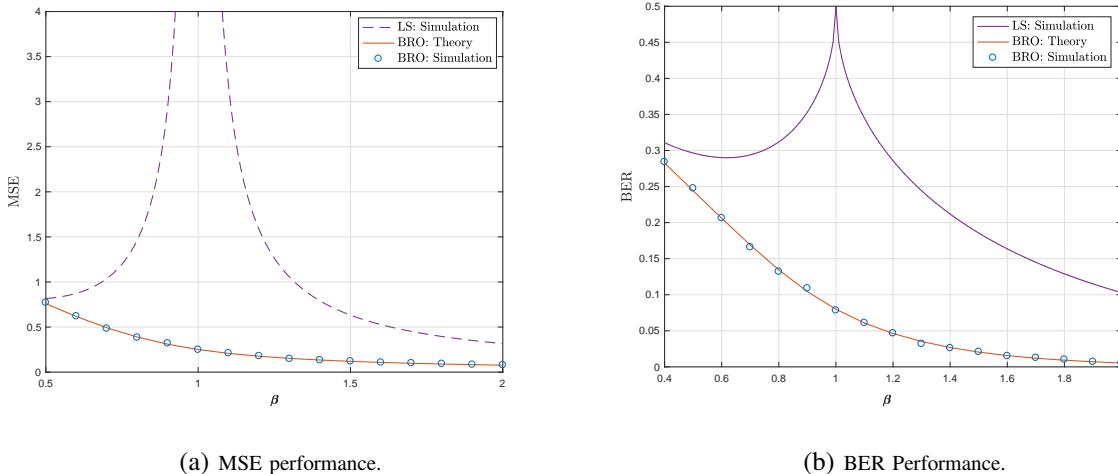 4
3.5
3
2.5
2
1.5
1
0.5
0
MSE
0.5
1
1.5
2
β
LS: Simulation
BRO: Theory
BRO: Simulation
(a) MSE performance.
0.5
0.45
0.4
0.35
0.3
0.25
0.2
0.15
0.1
0.05
0
BER
0.4
0.6
0.8
1
1.2
1.4
1.6
1.8
β
LS: Simulation
BRO: Theory
BRO: Simulation
(b) BER Performance.